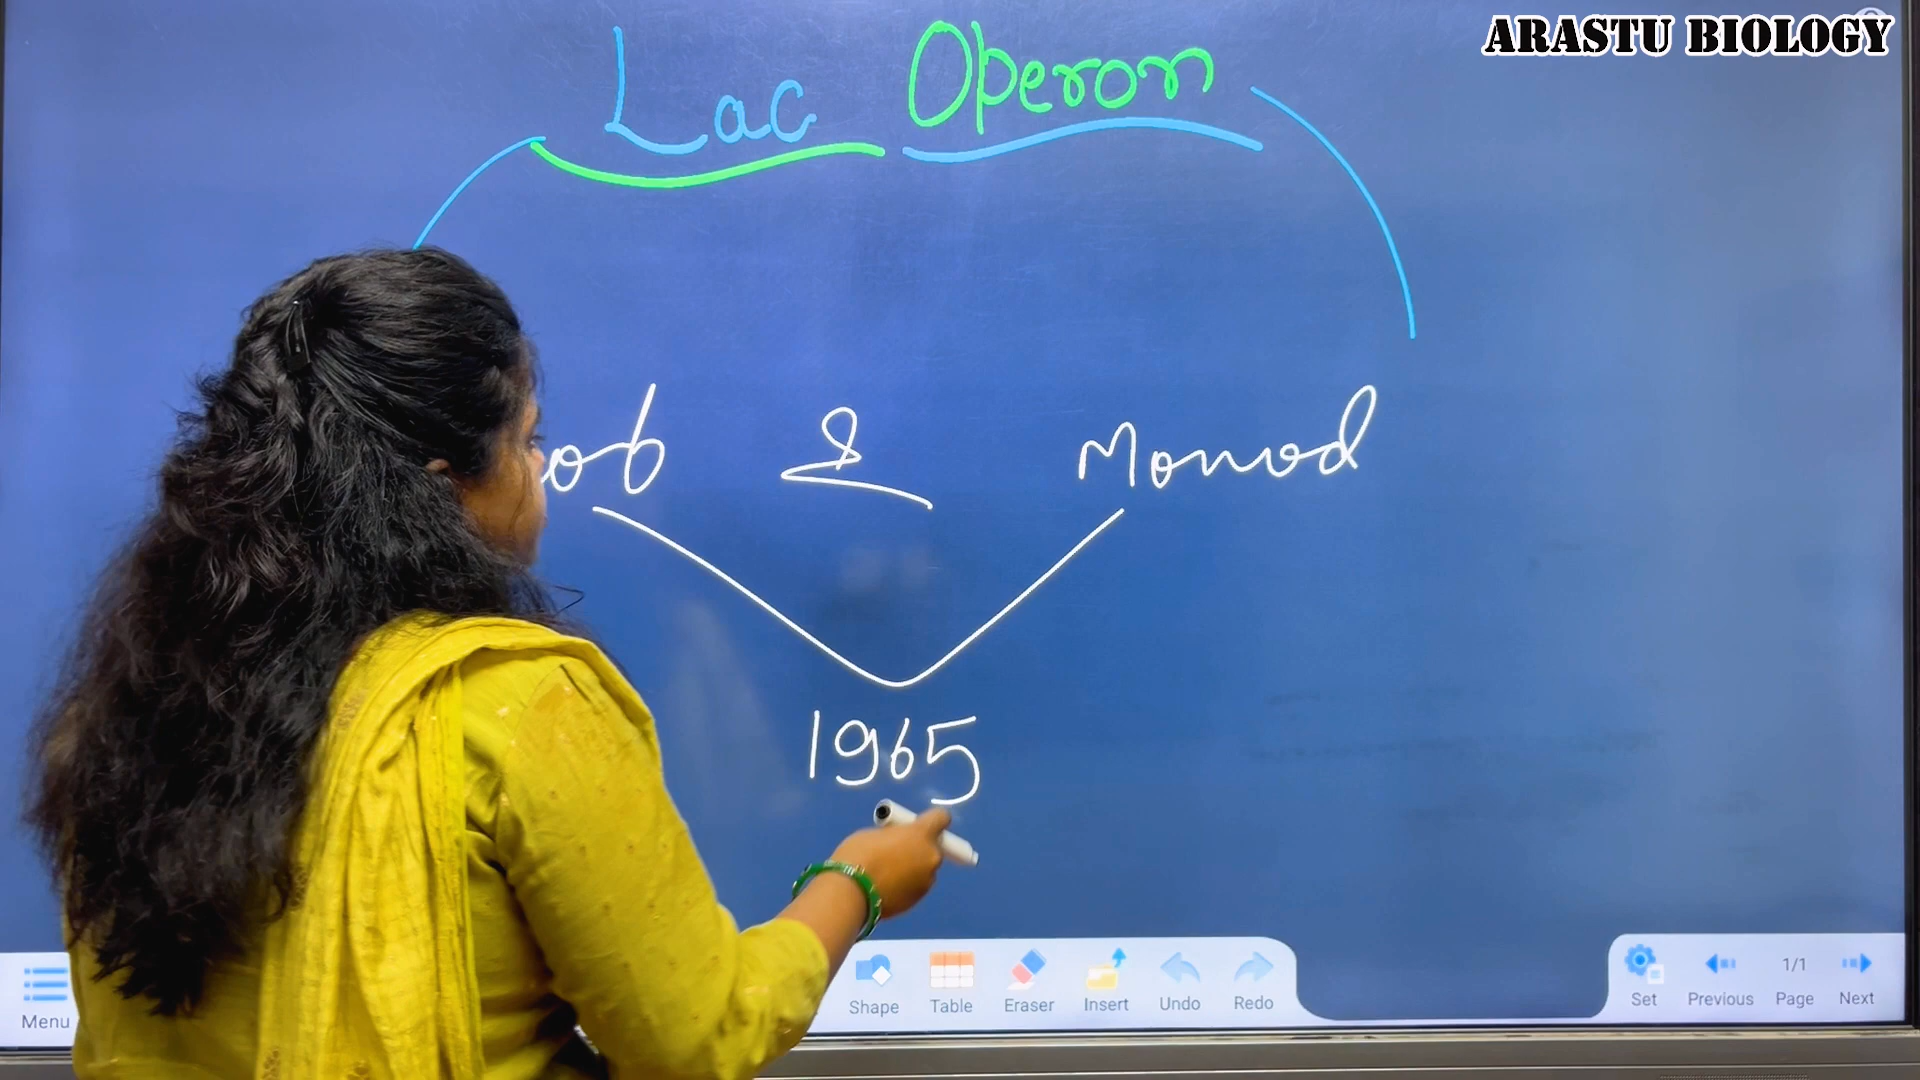 ARASTU BIOLOGY
Lac Operon
ob & Monod
1965
Menu Shape Table Eraser Insert Undo Redo Set Previous 1/1 Page Next